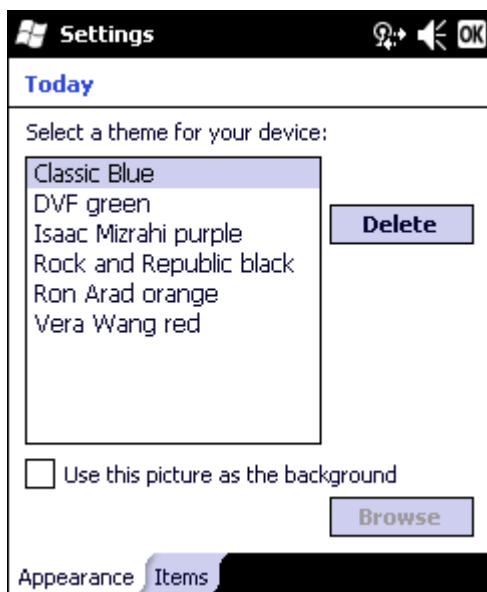 Settings
OK
Today
Select a theme for your device:
Classic Blue
DVF green
Isaac Mizrahi purple
Rock and Republic black
Ron Arad orange
Vera Wang red
Delete
Use this picture as the background
Browse
Appearance
Items